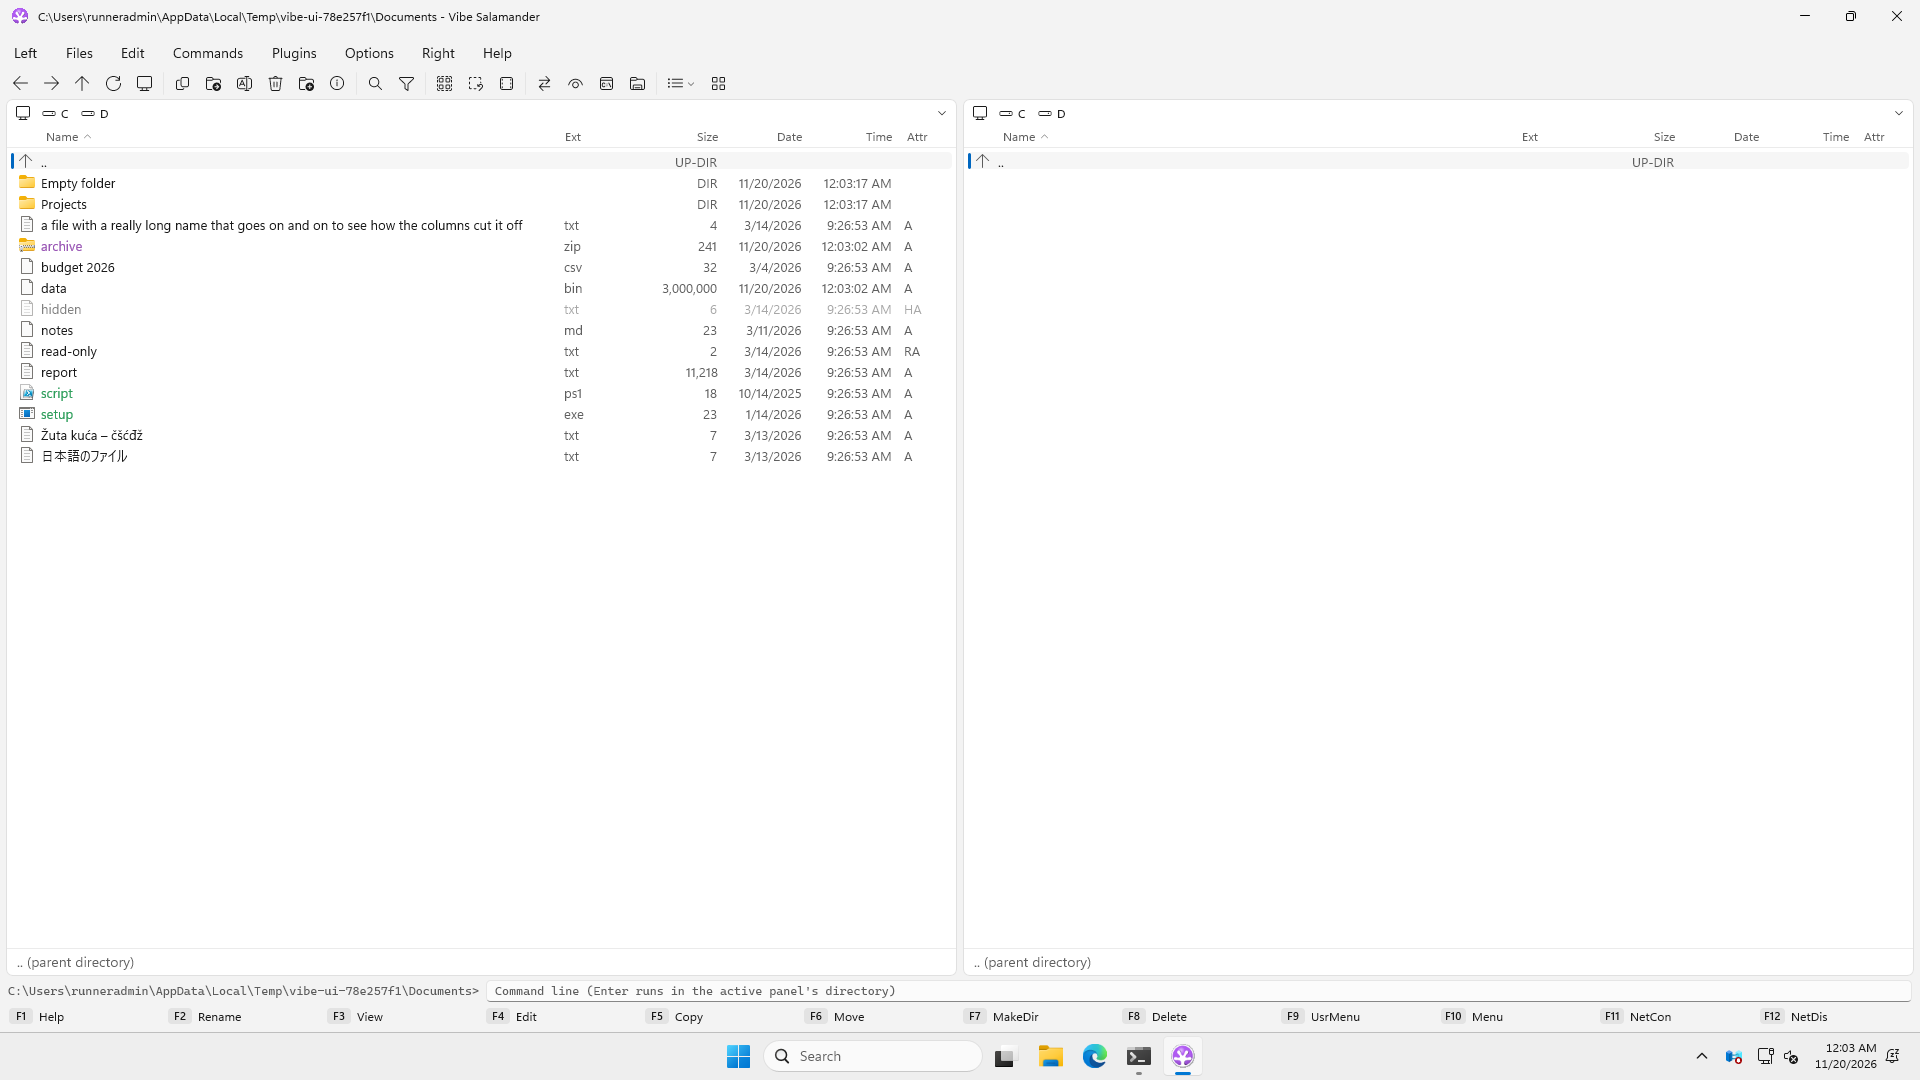 C:\Users\runneradmin\AppData\Local\Temp\vibe-ui-78e257f1\Documents - Vibe Salamander
Left Files Edit Commands Plugins Options Right Help
C D
Name Ext Size Date Time Attr
.. UP-DIR
Empty folder DIR 11/20/2026 12:03:17 AM
Projects DIR 11/20/2026 12:03:17 AM
a file with a really long name that goes on and on to see how the columns cut it off txt 4 3/14/2026 9:26:53 AM A
archive zip 241 11/20/2026 12:03:02 AM A
budget 2026 csv 32 3/4/2026 9:26:53 AM A
data bin 3,000,000 11/20/2026 12:03:02 AM A
hidden txt 6 3/14/2026 9:26:53 AM HA
notes md 23 3/11/2026 9:26:53 AM A
read-only txt 2 3/14/2026 9:26:53 AM RA
report txt 11,218 3/14/2026 9:26:53 AM A
script ps1 18 10/14/2025 9:26:53 AM A
setup exe 23 1/14/2026 9:26:53 AM A
Žuta kuća – čšćđž txt 7 3/13/2026 9:26:53 AM A
日本語のファイル txt 7 3/13/2026 9:26:53 AM A
.. (parent directory)
C D
Name Ext Size Date Time Attr
.. UP-DIR
.. (parent directory)
C:\Users\runneradmin\AppData\Local\Temp\vibe-ui-78e257f1\Documents> Command line (Enter runs in the active panel's directory)
F1 Help F2 Rename F3 View F4 Edit F5 Copy F6 Move F7 MakeDir F8 Delete F9 UsrMenu F10 Menu F11 NetCon F12 NetDis
Search
12:03 AM
11/20/2026